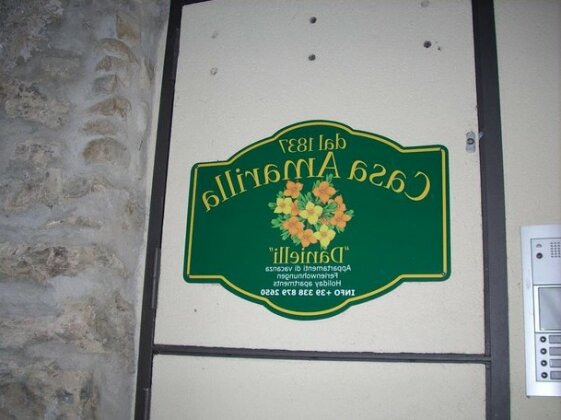 dal 1837
Casa Amarilla
"Danielli"
Appartamenti di vacanza
Ferienwohnungen
Holiday apartments
INFO +39 338 879 2650